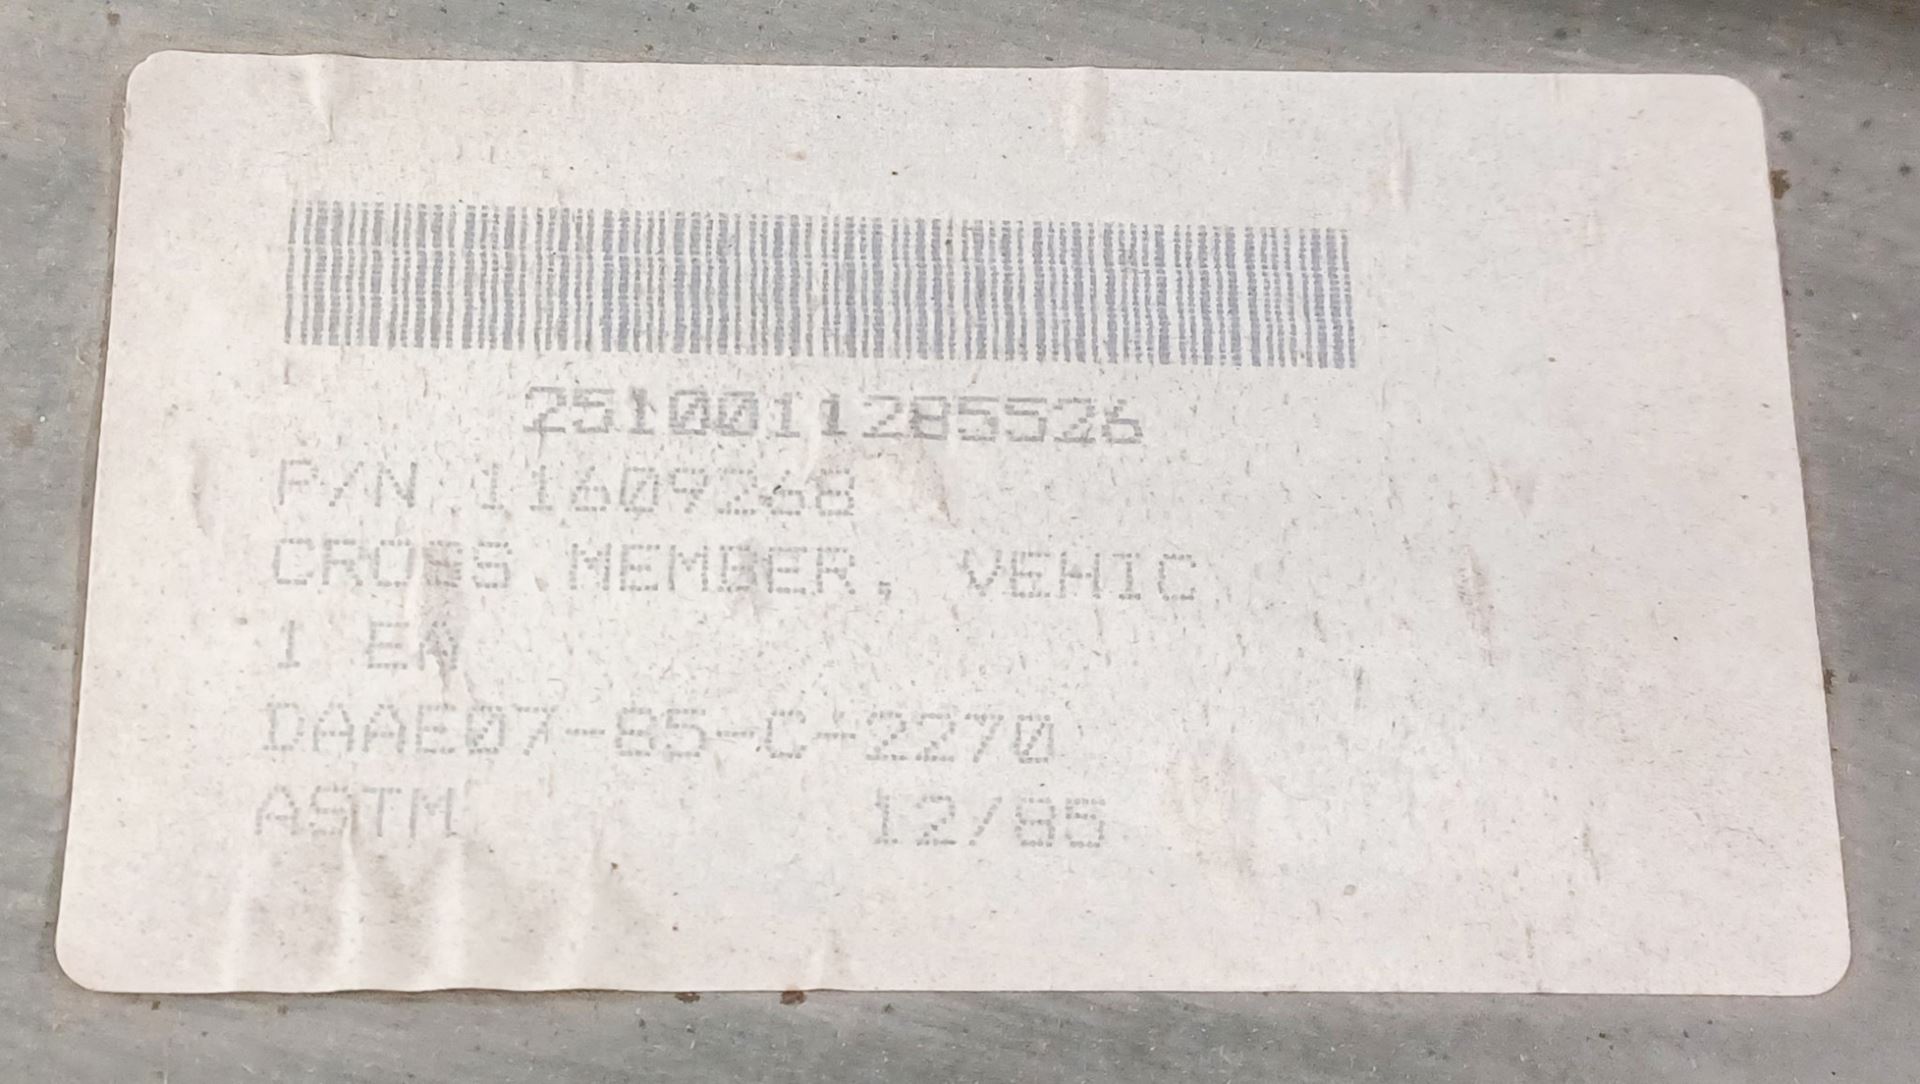 2510011285526
P/N 11609268
CROSS MEMBER, VEHIC
1 EA
DAAE07-85-C-2270
ASTM 12/85